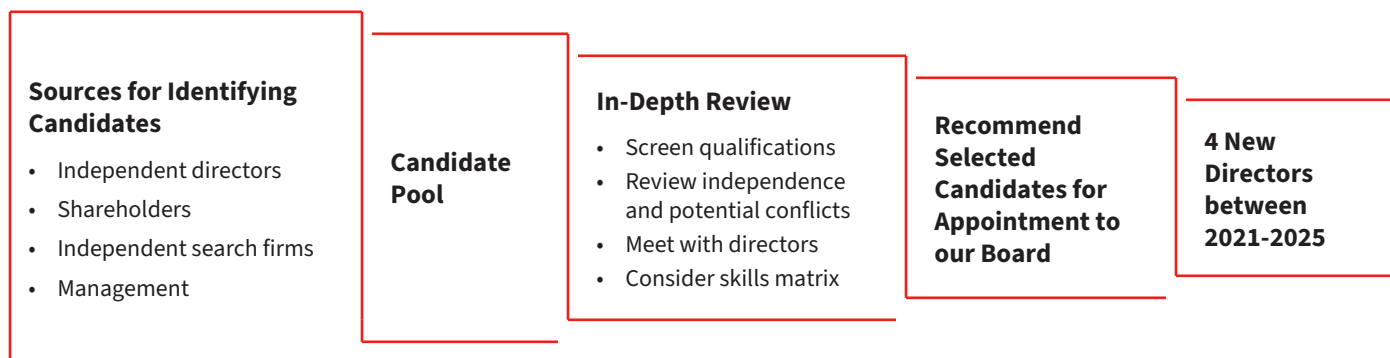 Sources for Identifying
Candidates
• Independent directors
• Shareholders
• Independent search firms
• Management
Candidate
Pool
In-Depth Review
• Screen qualifications
• Review independence
and potential conflicts
• Meet with directors
• Consider skills matrix
Recommend
Selected
Candidates for
Appointment to
our Board
4 New
Directors
between
2021-2025